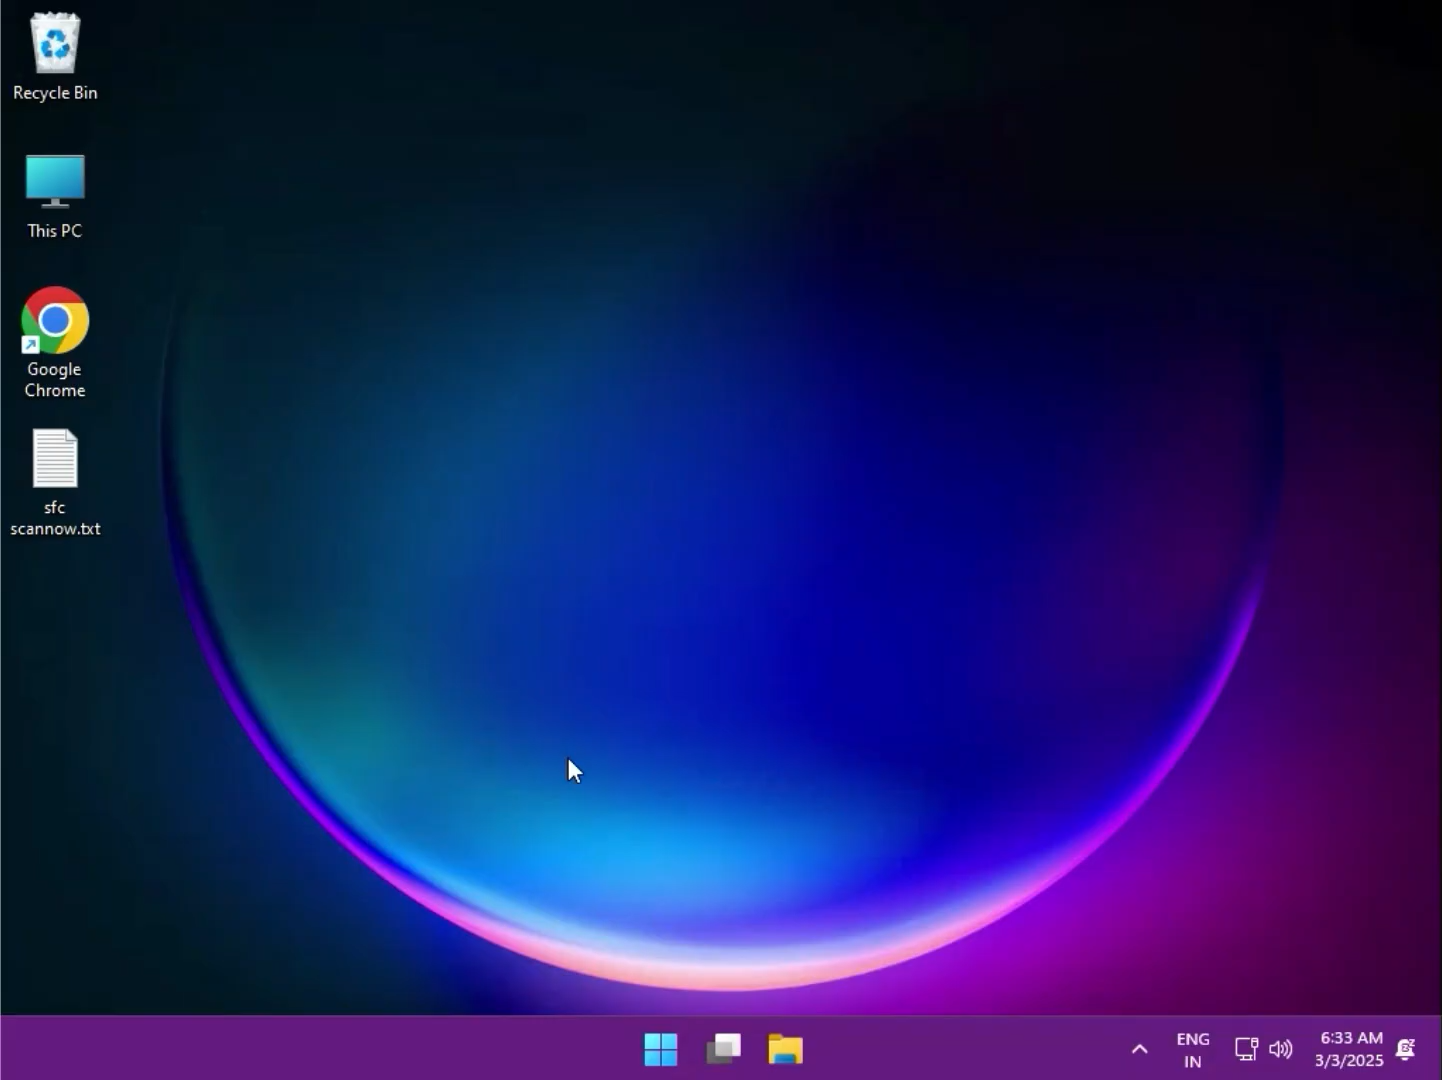 Recycle Bin
This PC
Google
Chrome
sfc
scannow.txt
ENG
IN
6:33 AM
3/3/2025